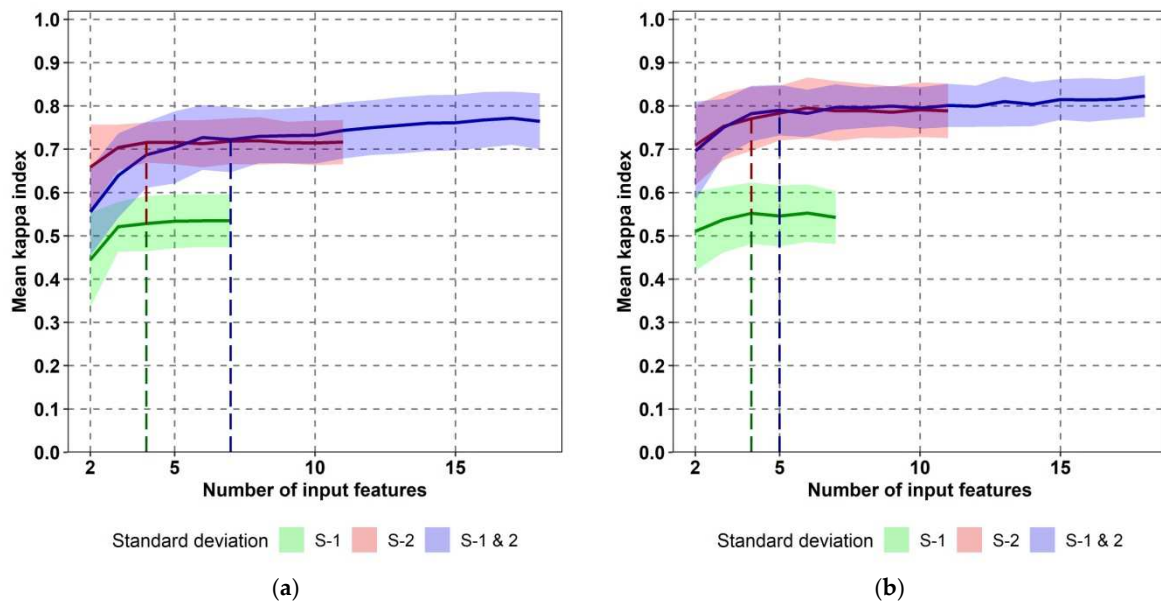 1.0
0.9
0.8
0.7
0.6
0.5
0.4
0.3
0.2
0.1
0.0
Mean kappa index
2 5 10 15
Number of input features
Standard deviation S-1 S-2 S-1 & 2
(a)
1.0
0.9
0.8
0.7
0.6
0.5
0.4
0.3
0.2
0.1
0.0
Mean kappa index
2 5 10 15
Number of input features
Standard deviation S-1 S-2 S-1 & 2
(b)